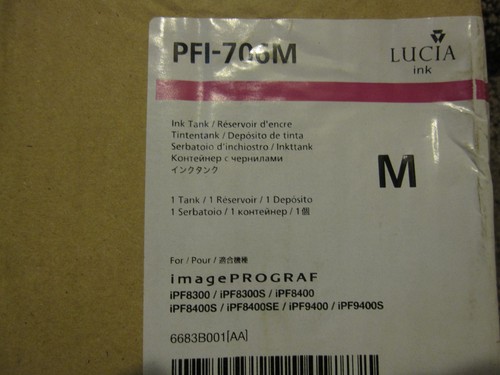 PFI-706M
LUCIA
ink
Ink Tank / Réservoir d'encre
Tintentank / Depósito de tinta
Serbatoio d'inchiostro / Inkttank
Контейнер с чернилами
インクタンク
M
1 Tank / 1 Réservoir / 1 Depósito
1 Serbatoio / 1 контейнер / 1個
For / Pour / 適合機種
imagePROGRAF
iPF8300 / iPF8300S / iPF8400
iPF8400S / iPF8400SE / iPF9400 / iPF9400S
6683B001[AA]